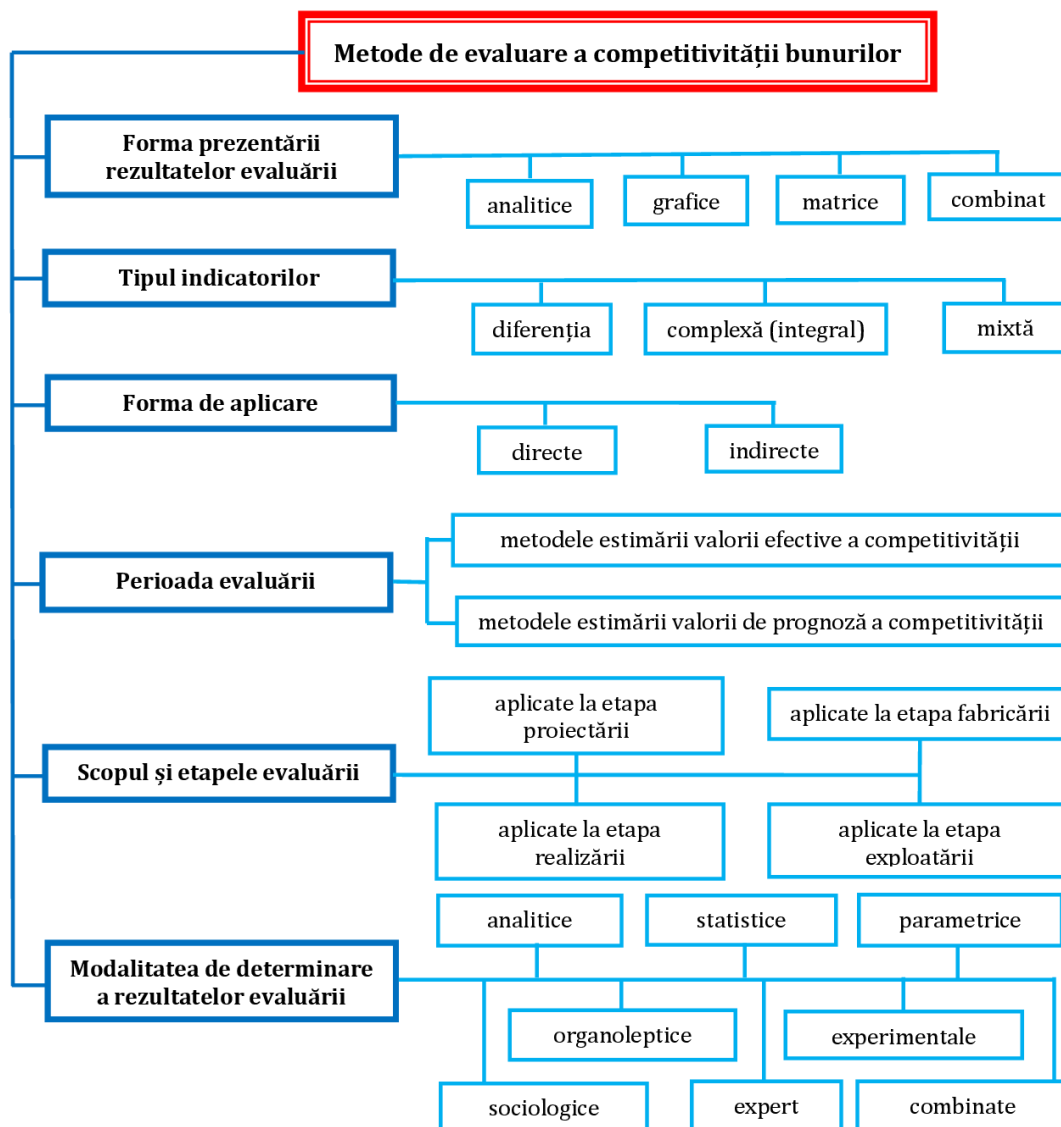 Metode de evaluare a competitivității bunurilor
Forma prezentării
rezultatelor evaluării
analitice
grafice
matrice
combinat
Tipul indicatorilor
diferenția
complexă (integral)
mixtă
Forma de aplicare
directe
indirecte
Perioada evaluării
metodele estimării valorii efective a competitivității
metodele estimării valorii de prognoză a competitivității
Scopul și etapele evaluării
aplicate la etapa
proiectării
aplicate la etapa fabricării
aplicate la etapa
realizării
aplicate la etapa
exploatării
Modalitatea de determinare
a rezultatelor evaluării
analitice
statistice
parametrice
organoleptice
experimentale
sociologice
expert
combinate